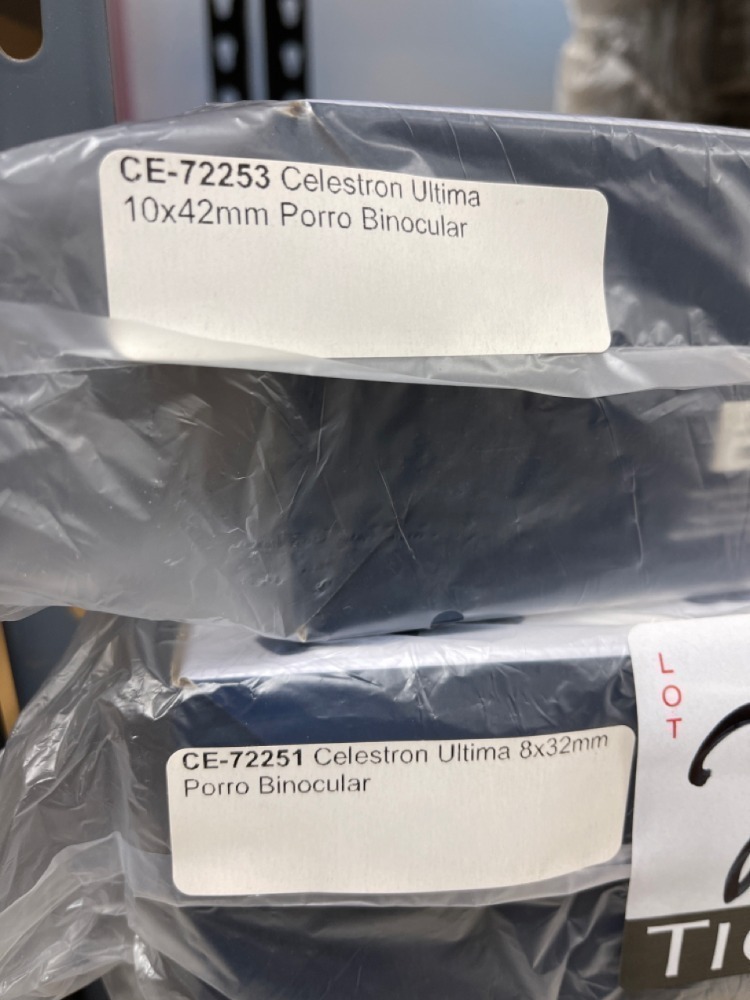 CE-72253 Celestron Ultima
10x42mm Porro Binocular
LOT
CE-72251 Celestron Ultima 8x32mm
Porro Binocular